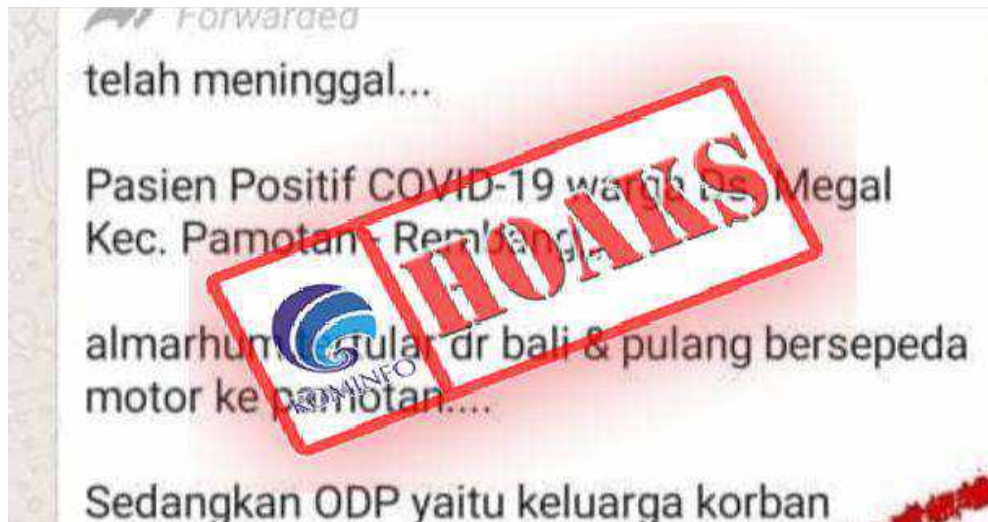 Forwarded
telah meninggal...
Pasien Positif COVID-19 warga Ds. Megal
Kec. Pamotan - Rembang
almarhum tular dr bali & pulang bersepeda
motor ke pamotan....
Sedangkan ODP yaitu keluarga korban
HOAKS
KOMINFO